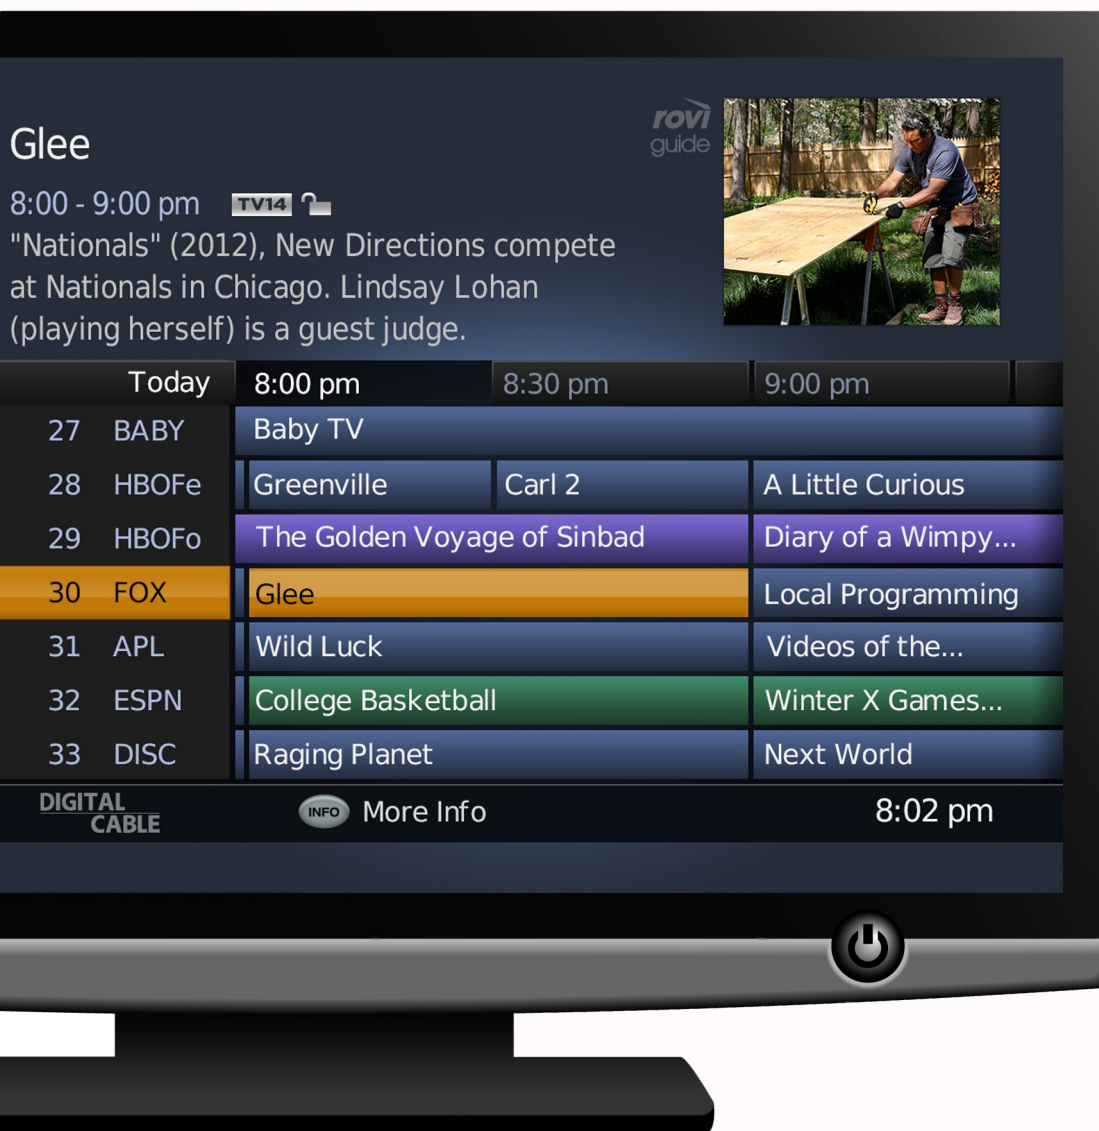 rovi
guide
Glee
8:00 - 9:00 pm TV14
"Nationals" (2012), New Directions compete
at Nationals in Chicago. Lindsay Lohan
(playing herself) is a guest judge.
Today 8:00 pm 8:30 pm 9:00 pm
27 BABY Baby TV
28 HBOFe Greenville Carl 2 A Little Curious
29 HBOFo The Golden Voyage of Sinbad Diary of a Wimpy...
30 FOX Glee Local Programming
31 APL Wild Luck Videos of the...
32 ESPN College Basketball Winter X Games...
33 DISC Raging Planet Next World
DIGITAL
CABLE
INFO More Info 8:02 pm